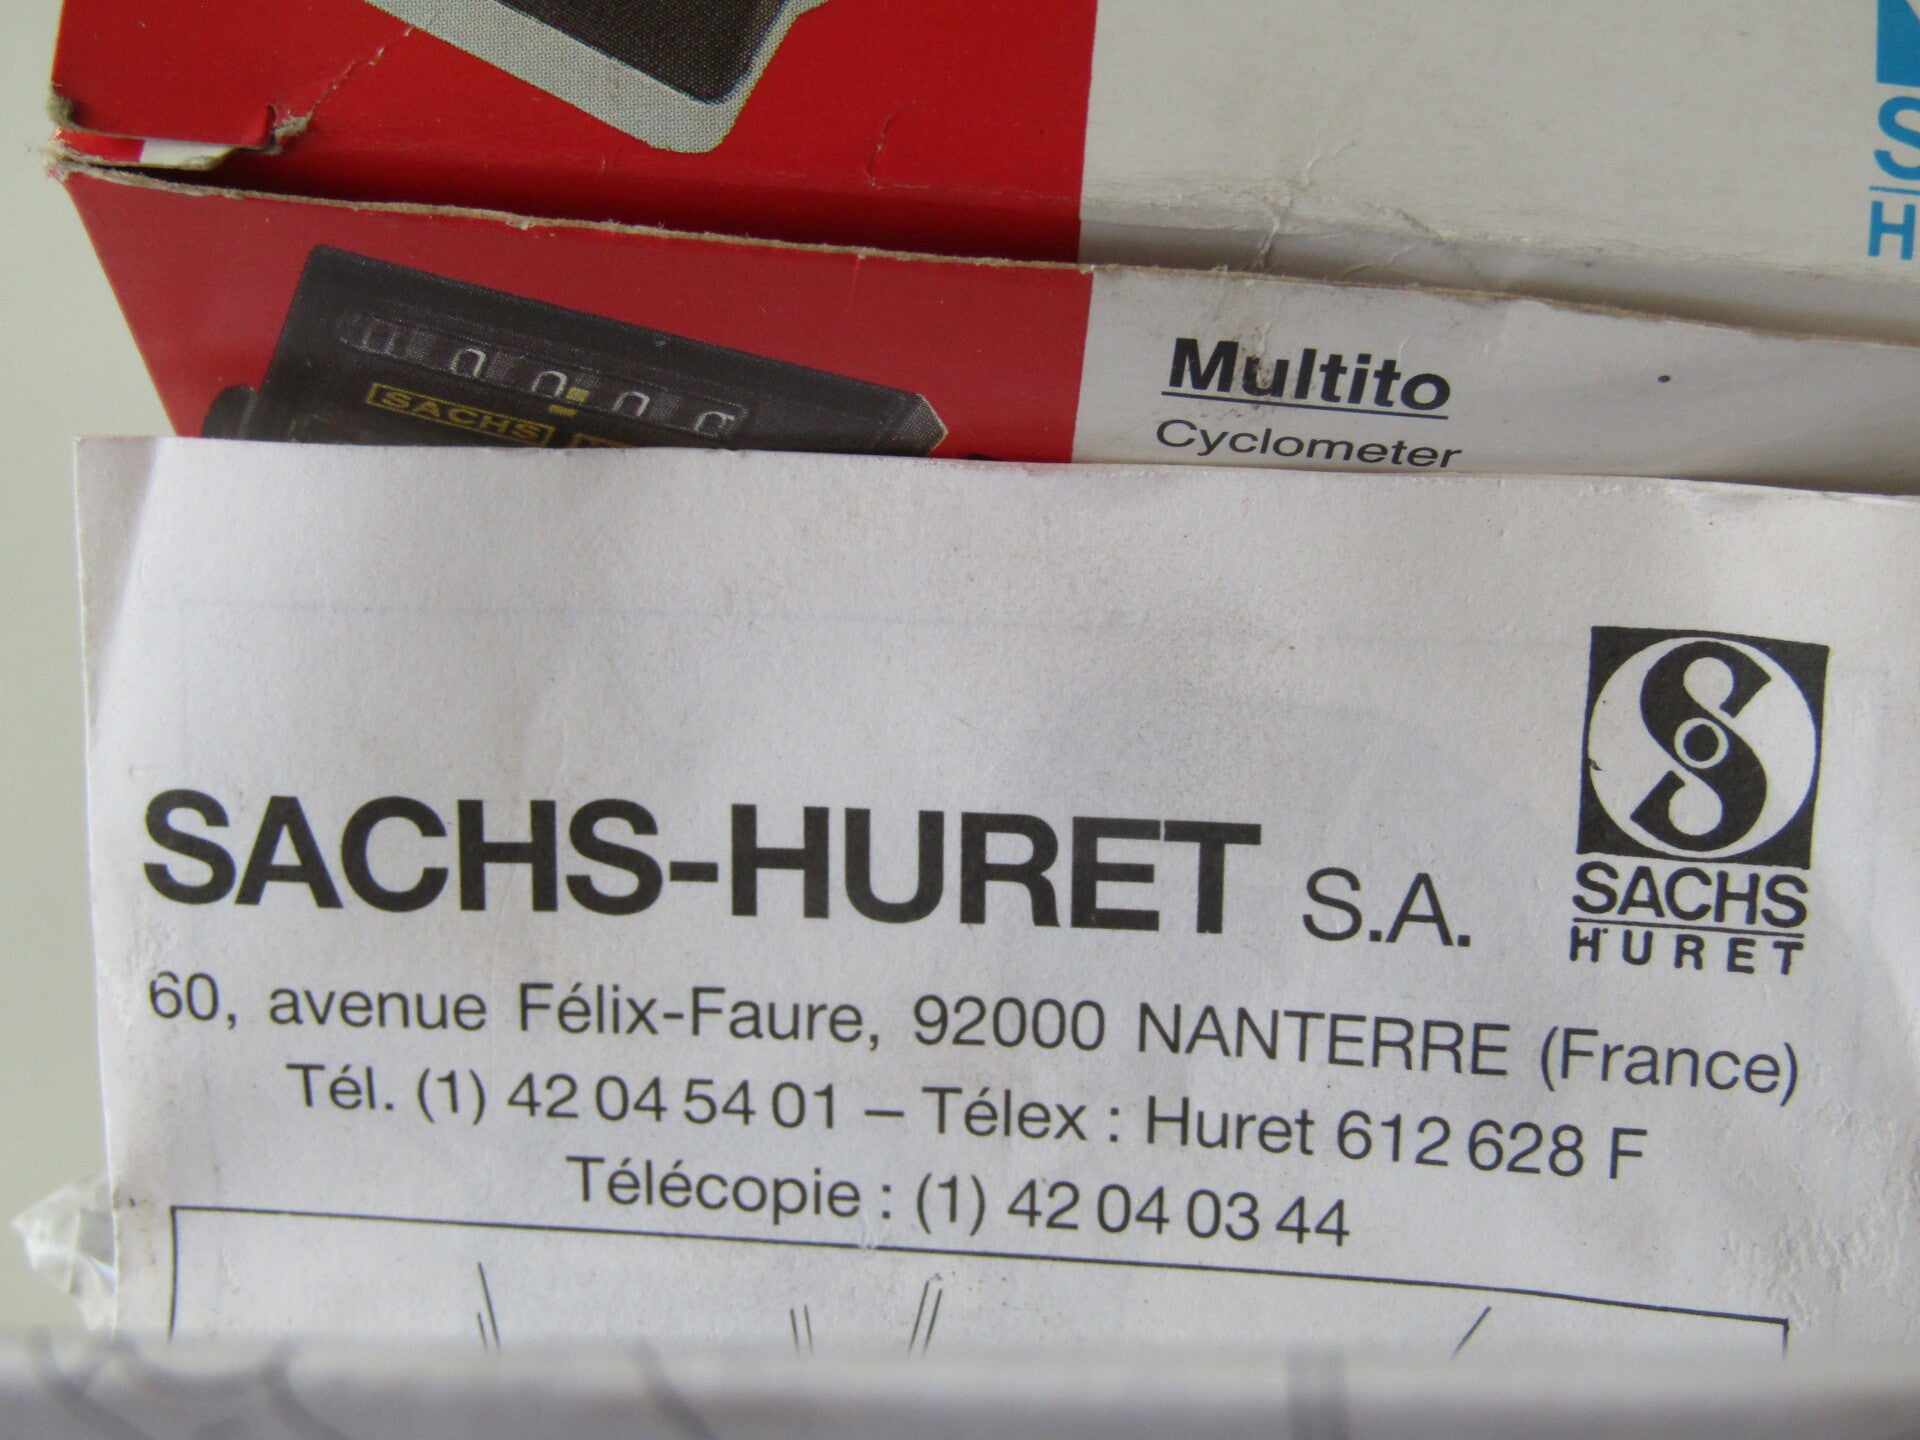 SACHS
Multito
Cyclometer
SACHS-HURET S.A.
SACHS
HURET
60, avenue Félix-Faure, 92000 NANTERRE (France)
Tél. (1) 42 04 54 01 – Télex : Huret 612 628 F
Télécopie : (1) 42 04 03 44